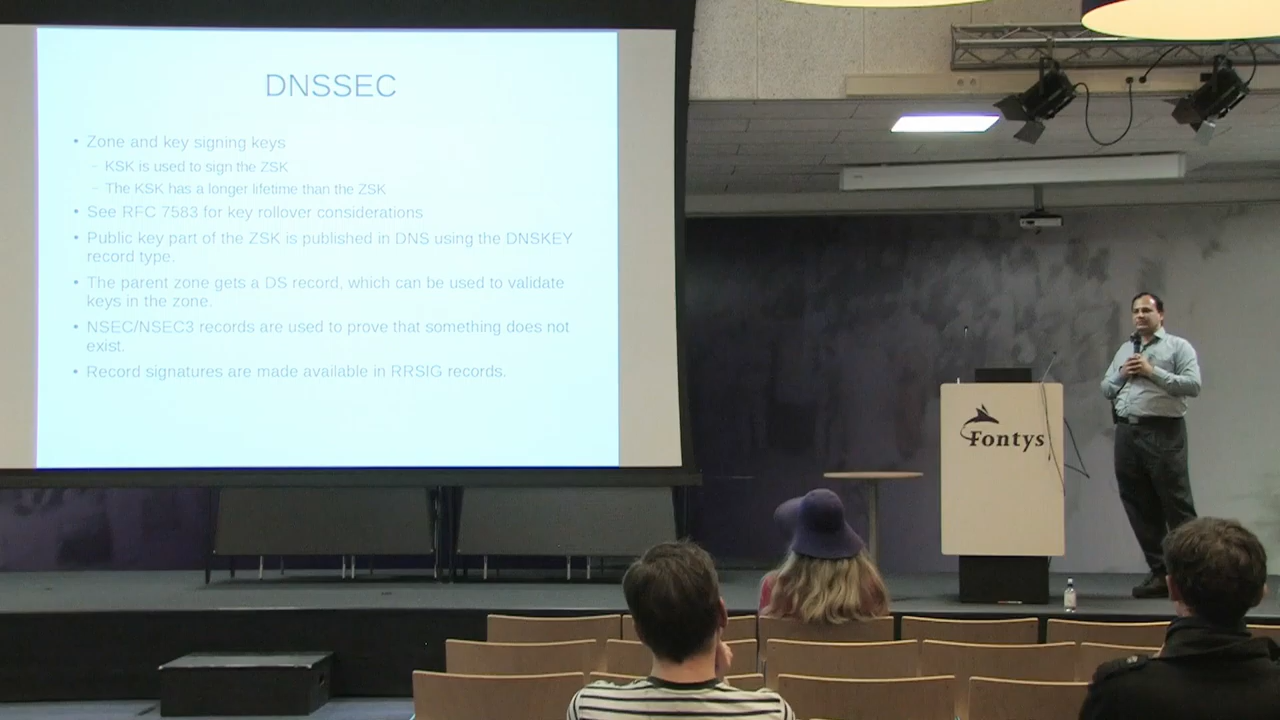 DNSSEC
• Zone and key signing keys
– KSK is used to sign the ZSK
– The KSK has a longer lifetime than the ZSK
• See RFC 7583 for key rollover considerations
• Public key part of the ZSK is published in DNS using the DNSKEY
record type.
• The parent zone gets a DS record, which can be used to validate
keys in the zone.
• NSEC/NSEC3 records are used to prove that something does not
exist.
• Record signatures are made available in RRSIG records.
Fontys